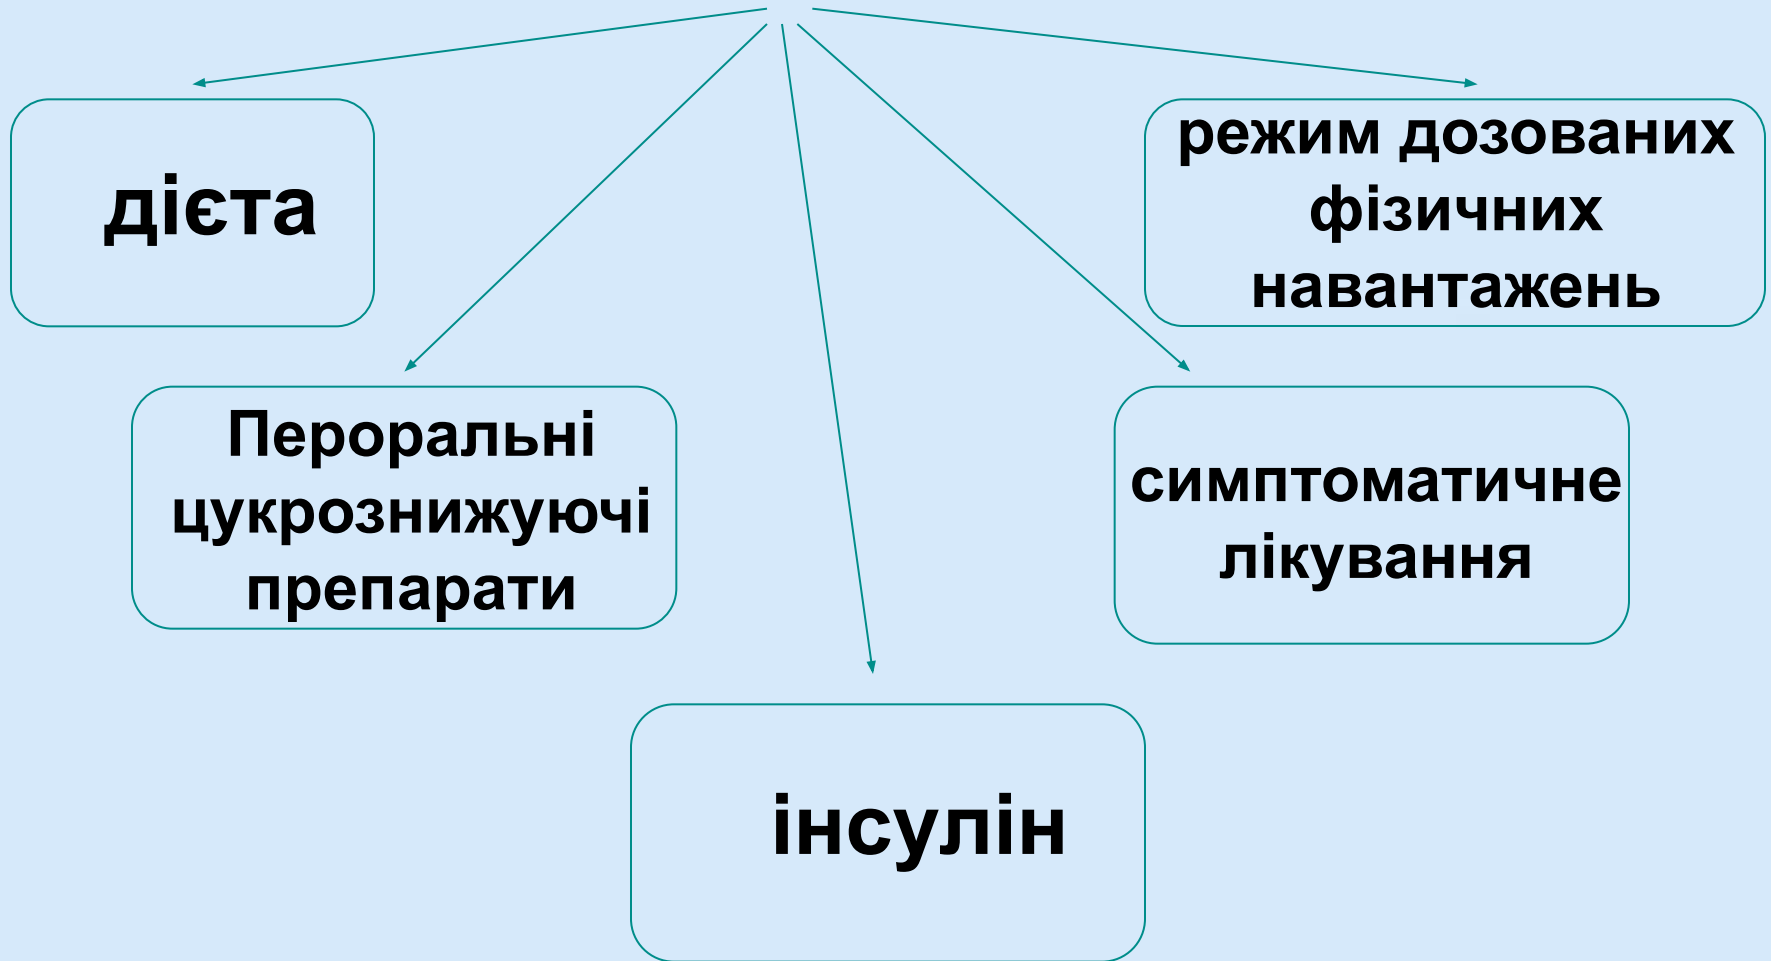 дієта
режим дозованих
фізичних
навантажень
Пероральні
цукрознижуючі
препарати
симптоматичне
лікування
інсулін